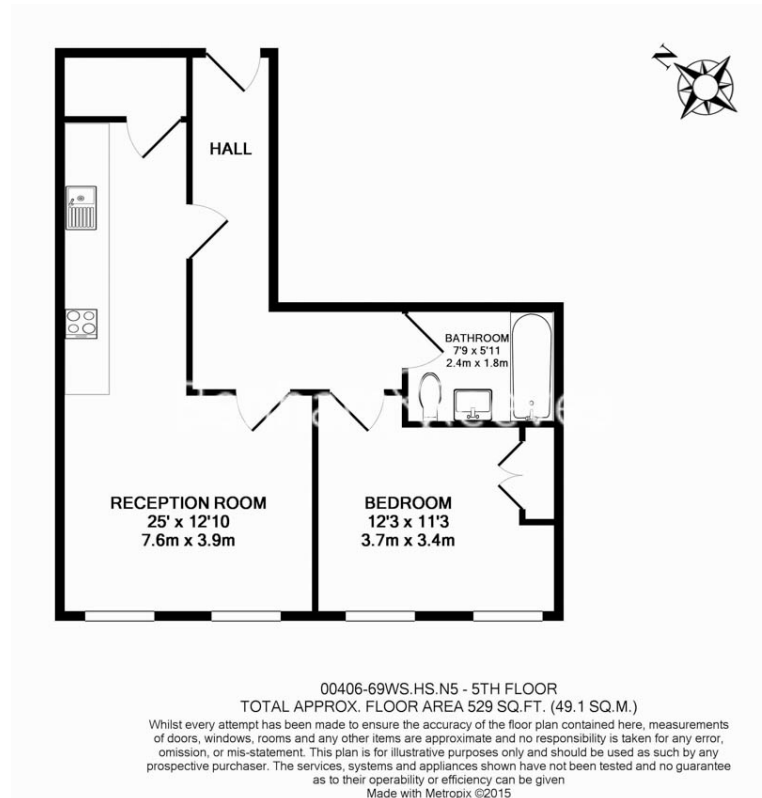 N
HALL
BATHROOM
7'9 x 5'11
2.4m x 1.8m
RECEPTION ROOM
25' x 12'10
7.6m x 3.9m
BEDROOM
12'3 x 11'3
3.7m x 3.4m
00406-69WS.HS.N5 - 5TH FLOOR
TOTAL APPROX. FLOOR AREA 529 SQ.FT. (49.1 SQ.M.)
Whilst every attempt has been made to ensure the accuracy of the floor plan contained here, measurements
of doors, windows, rooms and any other items are approximate and no responsibility is taken for any error,
omission, or mis-statement. This plan is for illustrative purposes only and should be used as such by any
prospective purchaser. The services, systems and appliances shown have not been tested and no guarantee
as to their operability or efficiency can be given
Made with Metropix ©2015